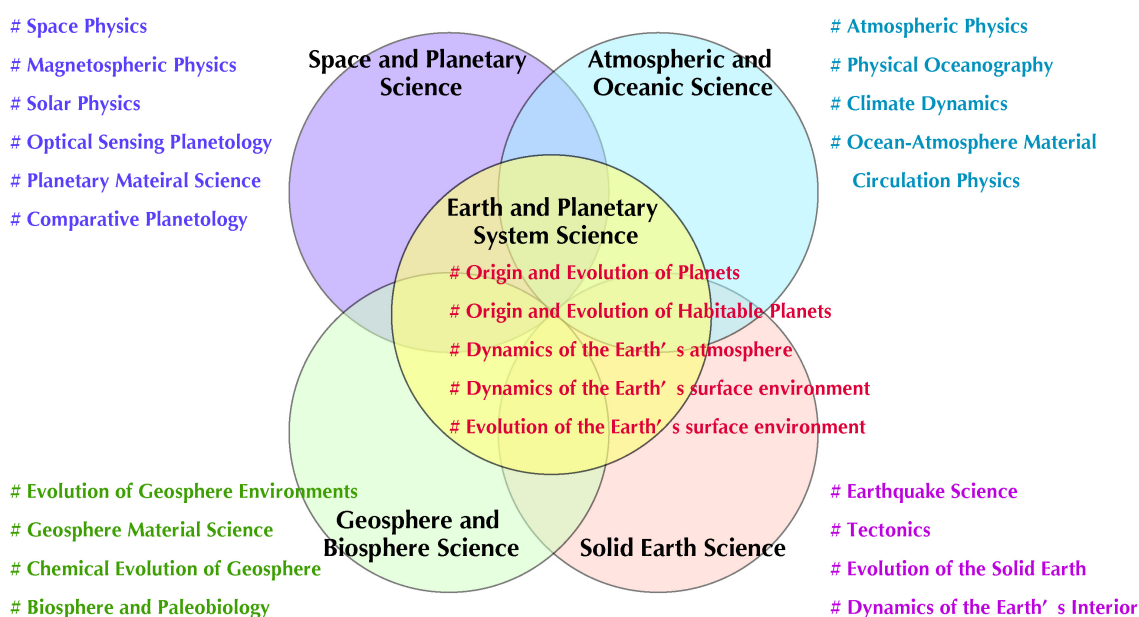 # Space Physics
# Magnetospheric Physics
# Solar Physics
# Optical Sensing Planetology
# Planetary Mateiral Science
# Comparative Planetology
Space and Planetary
Science
Atmospheric and
Oceanic Science
# Atmospheric Physics
# Physical Oceanography
# Climate Dynamics
# Ocean-Atmosphere Material
Circulation Physics
Earth and Planetary
System Science
# Origin and Evolution of Planets
# Origin and Evolution of Habitable Planets
# Dynamics of the Earth’s atmosphere
# Dynamics of the Earth’s surface environment
# Evolution of the Earth’s surface environment
# Evolution of Geosphere Environments
# Geosphere Material Science
# Chemical Evolution of Geosphere
# Biosphere and Paleobiology
Geosphere and
Biosphere Science
Solid Earth Science
# Earthquake Science
# Tectonics
# Evolution of the Solid Earth
# Dynamics of the Earth’s Interior